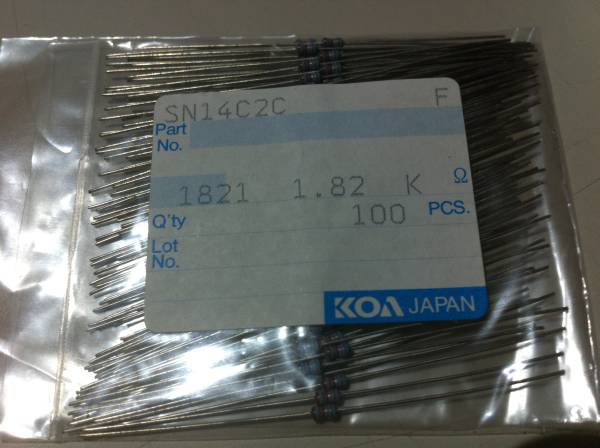 SN14C2C F
Part
No.
1821 1.82 K Ω
Q'ty 100 PCS.
Lot
No.
KOA JAPAN